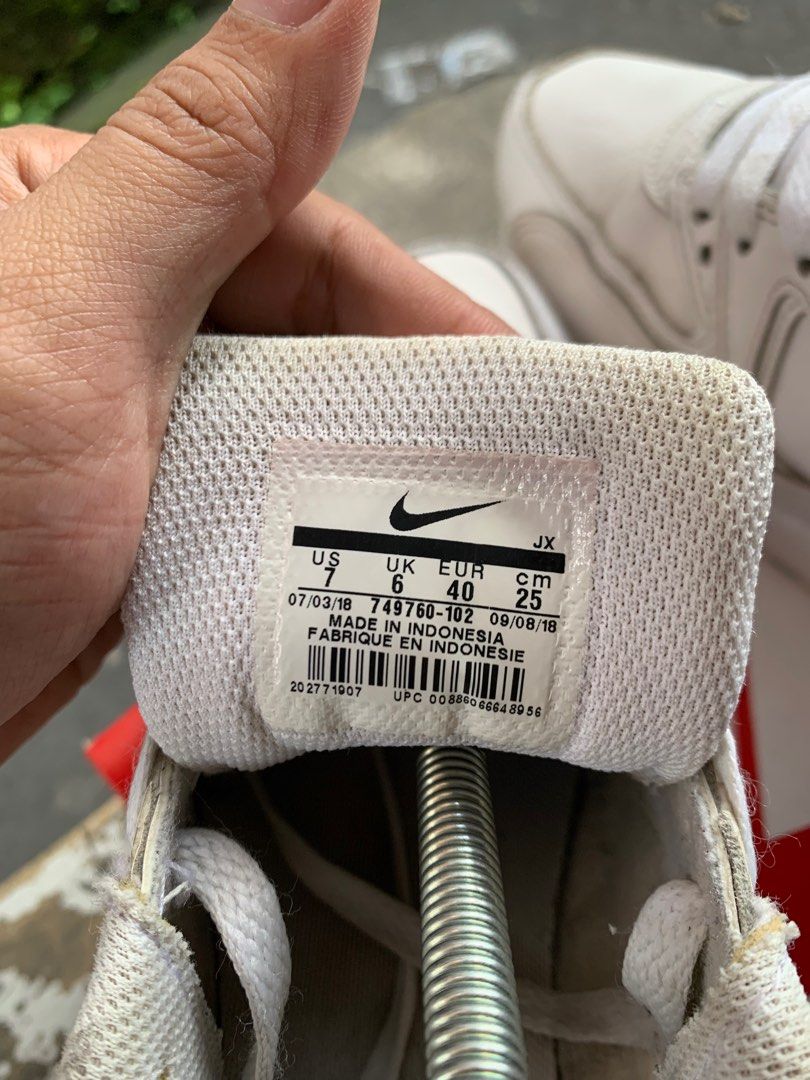 JX
US UK EUR cm
7 6 40 25
07/03/18 749760-102 09/08/18
MADE IN INDONESIA
FABRIQUE EN INDONESIE
202771907 UPC 00886066648956